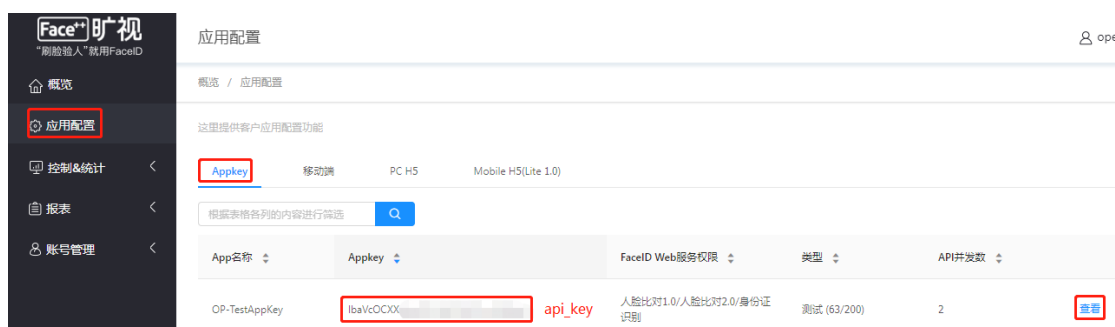 Face++ 旷视
“刷脸验人”就用FaceID
应用配置
ope
概览
概览 / 应用配置
应用配置
这里提供客户应用配置功能
控制&统计
Appkey 移动端 PC H5 Mobile H5(Lite 1.0)
报表
根据表格各列的内容进行筛选
账号管理
App名称 Appkey FaceID Web服务权限 类型 API并发数
OP-TestAppKey IbaVcOCXX api_key 人脸比对1.0/人脸比对2.0/身份证识别 测试 (63/200) 2 查看